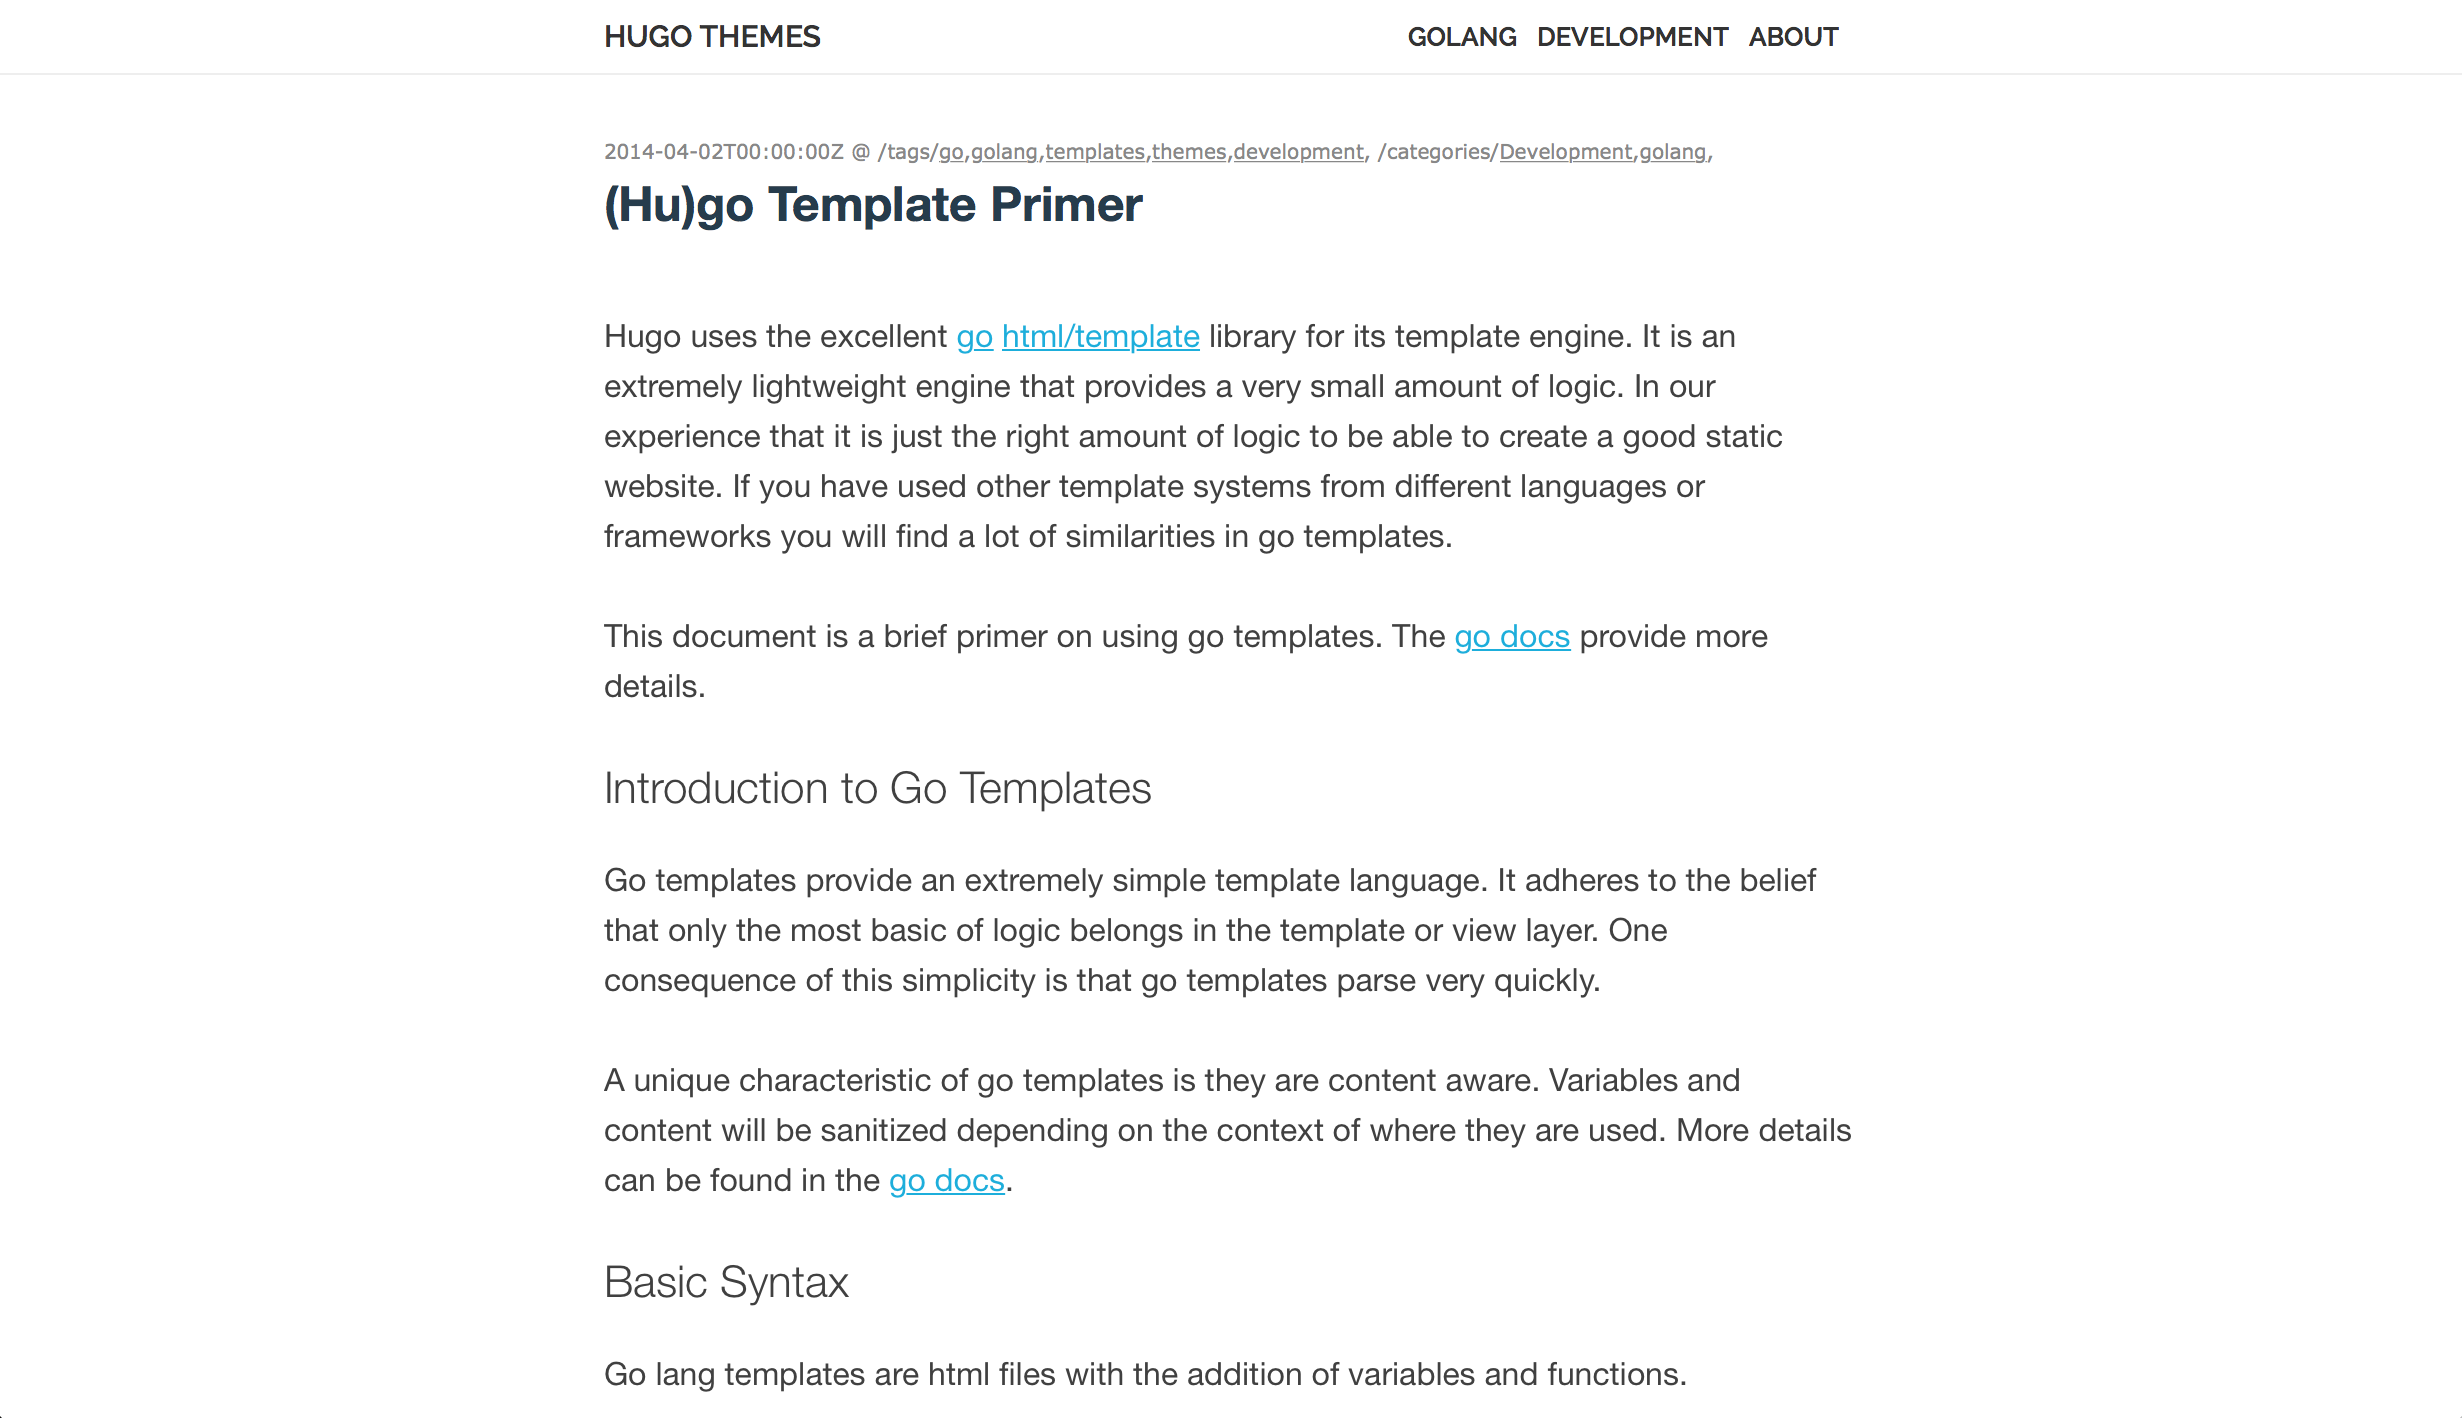 HUGO THEMES
GOLANG DEVELOPMENT ABOUT
2014-04-02T00:00:00Z @ /tags/go,golang,templates,themes,development, /categories/Development,golang,
(Hu)go Template Primer
Hugo uses the excellent go html/template library for its template engine. It is an
extremely lightweight engine that provides a very small amount of logic. In our
experience that it is just the right amount of logic to be able to create a good static
website. If you have used other template systems from different languages or
frameworks you will find a lot of similarities in go templates.
This document is a brief primer on using go templates. The go docs provide more
details.
Introduction to Go Templates
Go templates provide an extremely simple template language. It adheres to the belief
that only the most basic of logic belongs in the template or view layer. One
consequence of this simplicity is that go templates parse very quickly.
A unique characteristic of go templates is they are content aware. Variables and
content will be sanitized depending on the context of where they are used. More details
can be found in the go docs.
Basic Syntax
Go lang templates are html files with the addition of variables and functions.